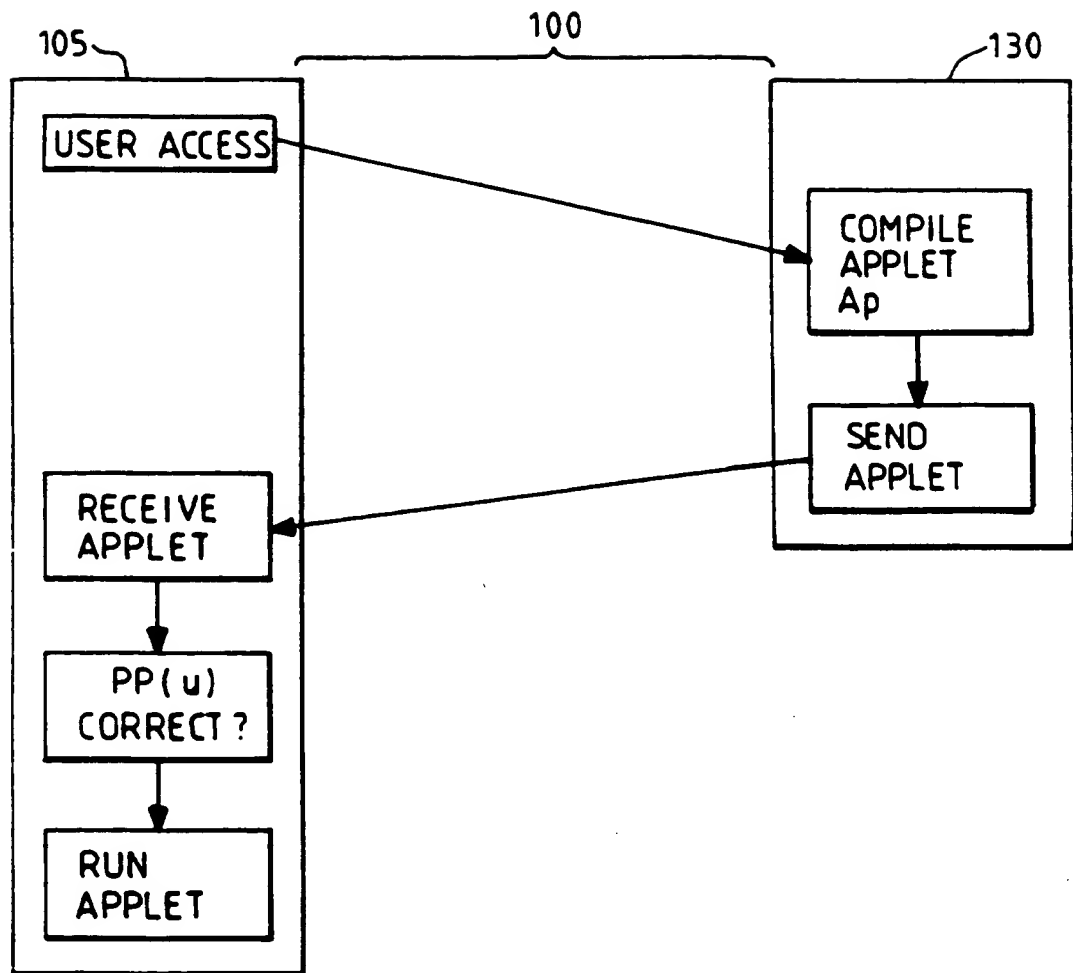 105
100
130
USER ACCESS
COMPILE
APPLET
Ap
SEND
APPLET
RECEIVE
APPLET
PP(u)
CORRECT?
RUN
APPLET